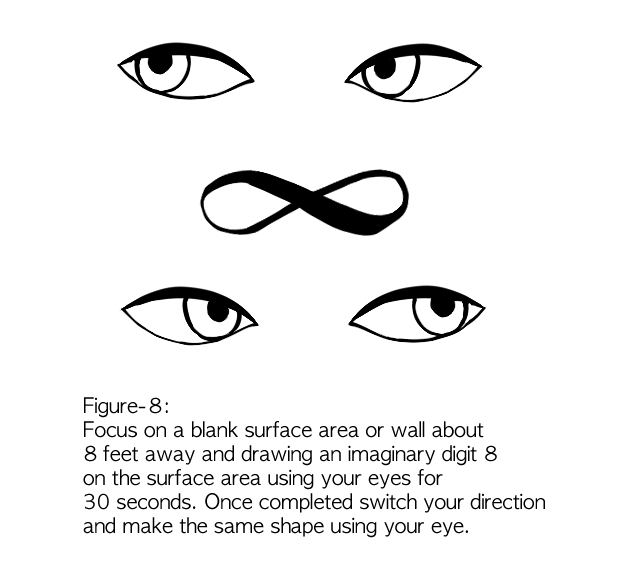 Figure-8:
Focus on a blank surface area or wall about
8 feet away and drawing an imaginary digit 8
on the surface area using your eyes for
30 seconds. Once completed switch your direction
and make the same shape using your eye.